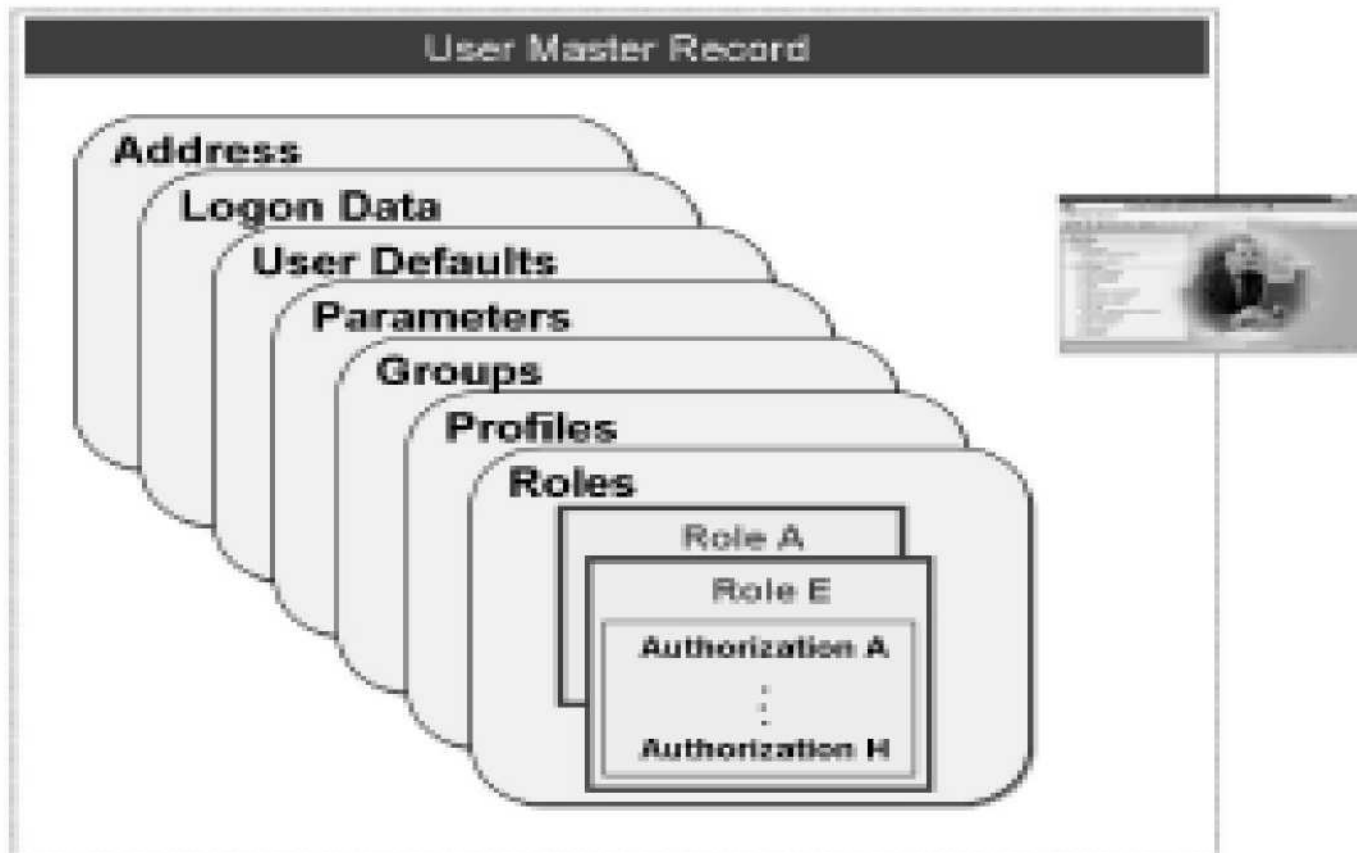 User Master Record
Address
Logon Data
User Defaults
Parameters
Groups
Profiles
Roles
Role A
Role E
Authorization A
Authorization H